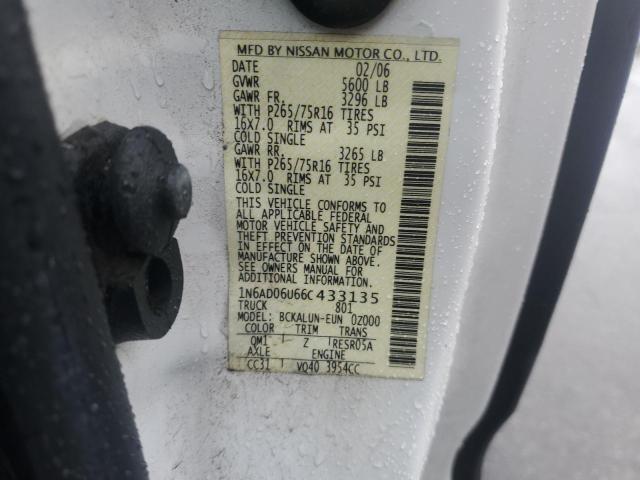 MFD BY NISSAN MOTOR CO., LTD.
DATE 02/06
GVWR 5600 LB
GAWR FR. 3296 LB
WITH P265/75R16 TIRES
16X7.0 RIMS AT 35 PSI
COLD SINGLE
GAWR RR. 3265 LB
WITH P265/75R16 TIRES
16X7.0 RIMS AT 35 PSI
COLD SINGLE
THIS VEHICLE CONFORMS TO
ALL APPLICABLE FEDERAL
MOTOR VEHICLE SAFETY AND
THEFT PREVENTION STANDARDS
IN EFFECT ON THE DATE OF
MANUFACTURE SHOWN ABOVE.
SEE OWNERS MANUAL FOR
ADDITIONAL INFORMATION.
1N6AD06U66C433135
TRUCK 801
MODEL: BCKALUN-EUN OZ000
COLOR TRIM TRANS
QM1 Z RE5R05A
AXLE ENGINE
CC31 VQ40 3954CC